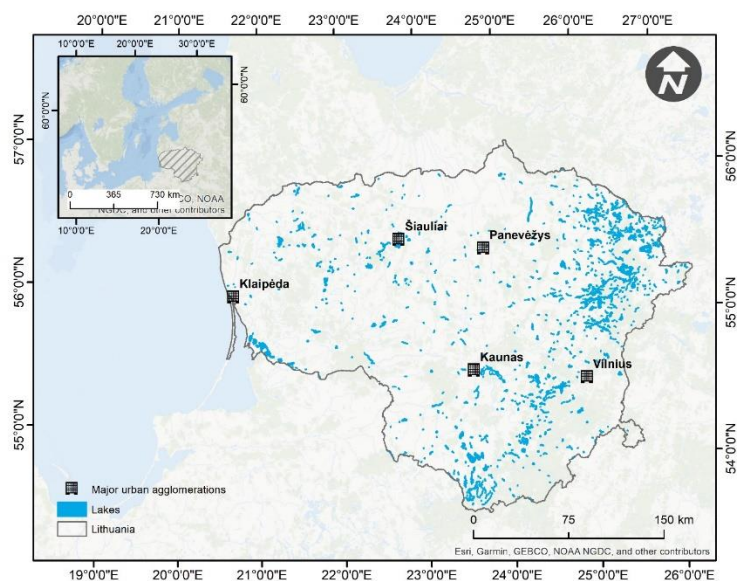 20°0'0"E 21°0'0"E 22°0'0"E 23°0'0"E 24°0'0"E 25°0'0"E 26°0'0"E 27°0'0"E
10°0'0"E 20°0'0"E 30°0'0"E
60°0'0"N
60°0'0"N
0 365 730 km
GO, NOAA
NGDC, and other contributors
10°0'0"E 20°0'0"E
N
57°0'0"N
56°0'0"N
56°0'0"N
55°0'0"N
55°0'0"N
54°0'0"N
Šiauliai
Panevėžys
Klaipėda
Kaunas
Vilnius
Major urban agglomerations
Lakes
Lithuania
0 75 150 km
Esri, Garmin, GEBCO, NOAA NGDC, and other contributors
19°0'0"E 20°0'0"E 21°0'0"E 22°0'0"E 23°0'0"E 24°0'0"E 25°0'0"E 26°0'0"E